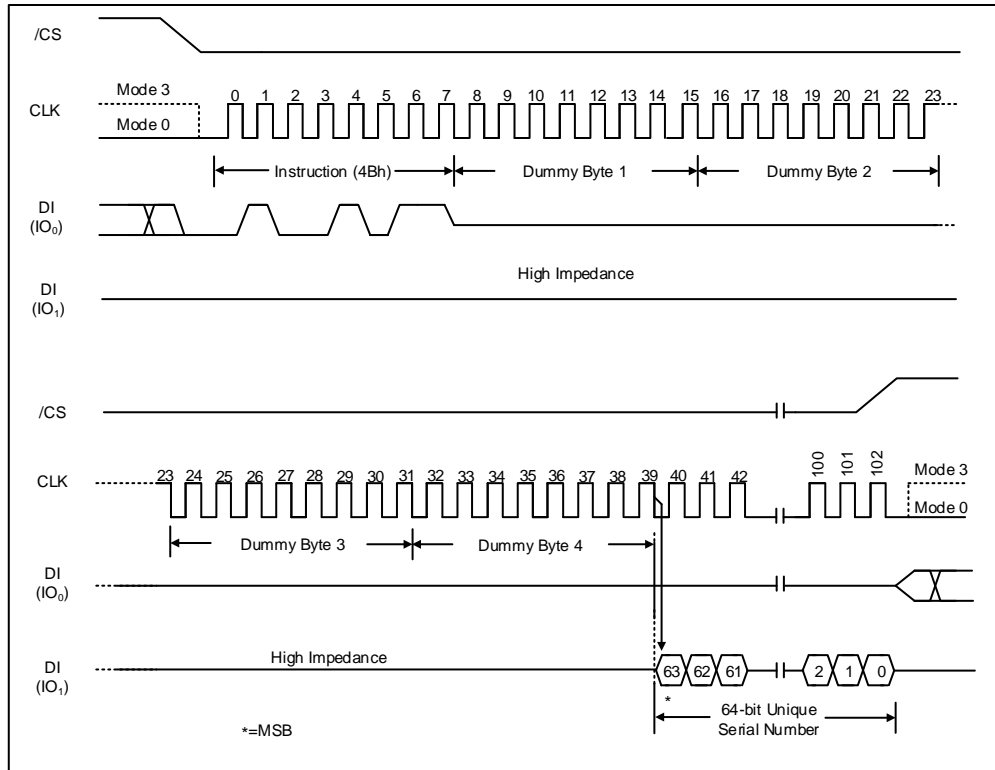 /CS
Mode 3
CLK
0 1 2 3 4 5 6 7 8 9 10 11 12 13 14 15 16 17 18 19 20 21 22 23
Mode 0
Instruction (4Bh)
Dummy Byte 1
Dummy Byte 2
DI
(IO0)
High Impedance
DI
(IO1)
/CS
CLK
23 24 25 26 27 28 29 30 31 32 33 34 35 36 37 38 39 40 41 42
100 101 102
Mode 3
Mode 0
Dummy Byte 3
Dummy Byte 4
DI
(IO0)
DI
(IO1)
High Impedance
63 62 61 2 1 0
*
64-bit Unique
Serial Number
*=MSB